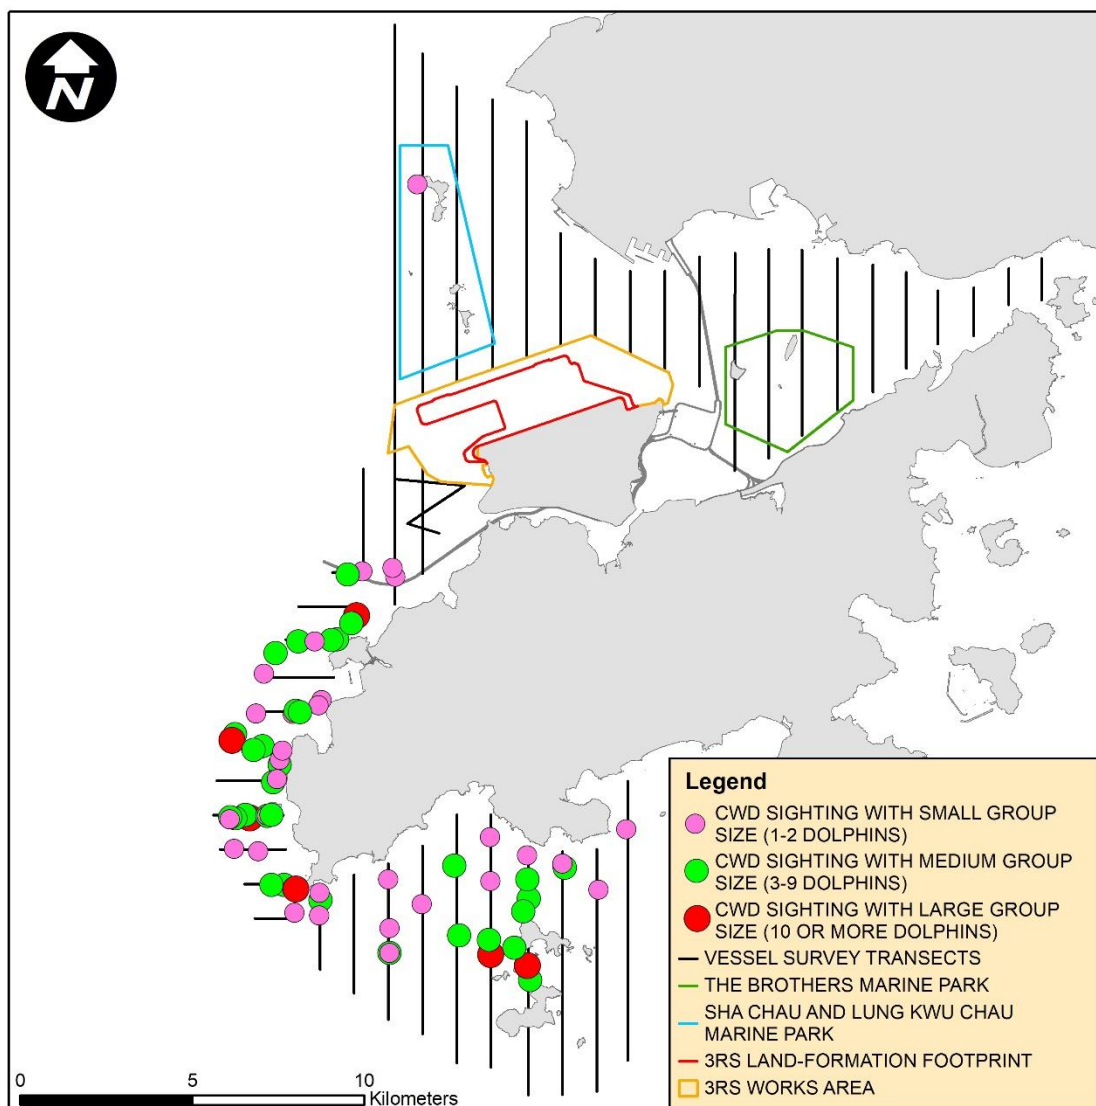 N
Legend
CWD SIGHTING WITH SMALL GROUP
SIZE (1-2 DOLPHINS)
CWD SIGHTING WITH MEDIUM GROUP
SIZE (3-9 DOLPHINS)
CWD SIGHTING WITH LARGE GROUP
SIZE (10 OR MORE DOLPHINS)
VESSEL SURVEY TRANSECTS
THE BROTHERS MARINE PARK
SHA CHAU AND LUNG KWU CHAU
MARINE PARK
3RS LAND-FORMATION FOOTPRINT
3RS WORKS AREA
0 5 10
Kilometers